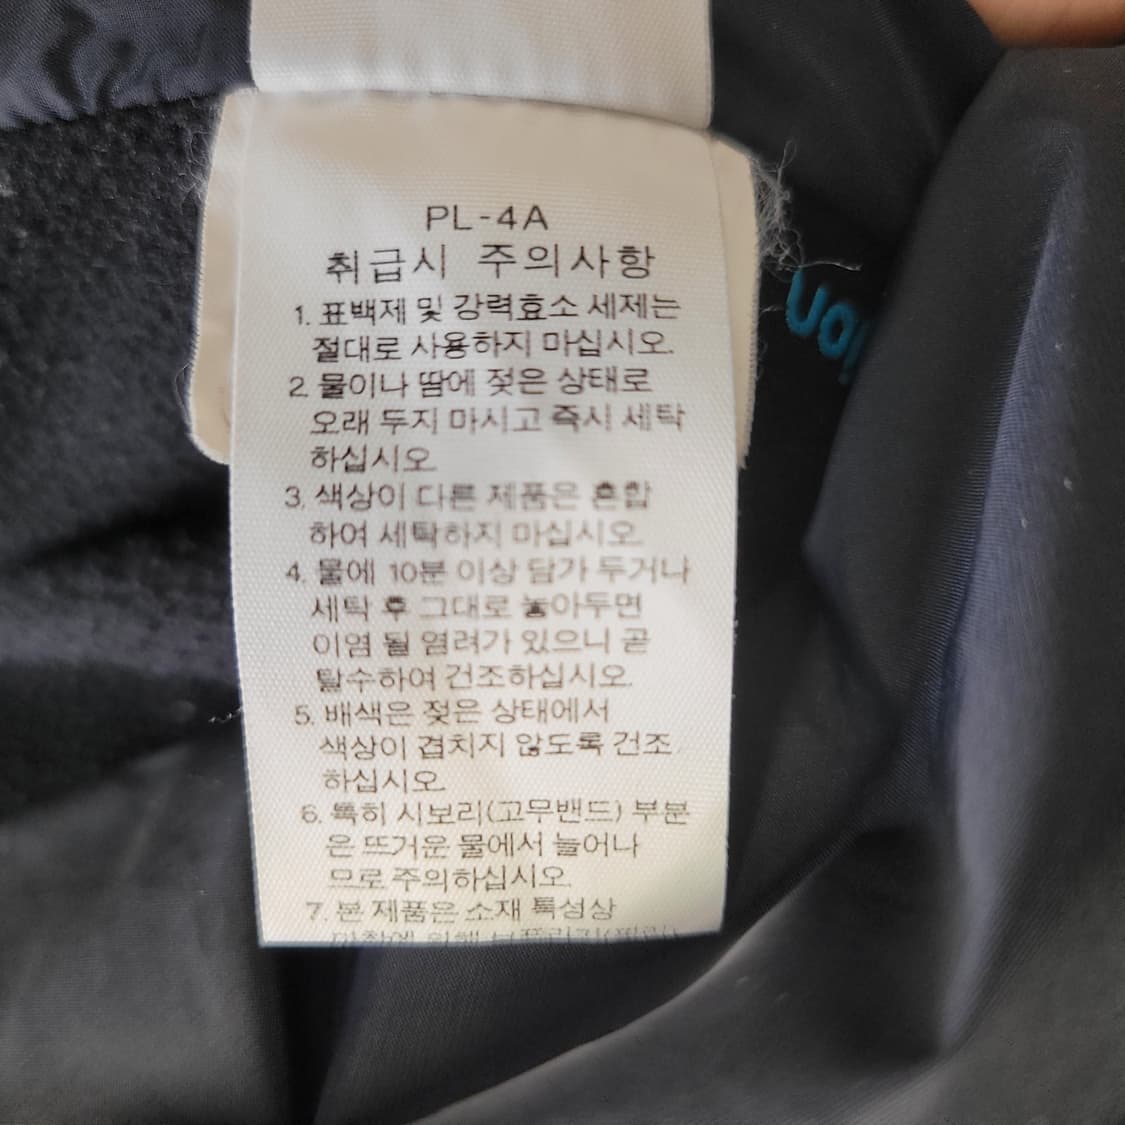 PL-4A
취급시 주의사항
1. 표백제 및 강력효소 세제는
절대로 사용하지 마십시오.
2. 물이나 땀에 젖은 상태로
오래 두지 마시고 즉시 세탁
하십시오.
3. 색상이 다른 제품은 혼합
하여 세탁하지 마십시오.
4. 물에 10분 이상 담가 두거나
세탁 후 그대로 놓아두면
이염 될 염려가 있으니 곧
탈수하여 건조하십시오.
5. 배색은 젖은 상태에서
색상이 겹치지 않도록 건조
하십시오.
6. 특히 시보리(고무밴드) 부분
은 뜨거운 물에서 늘어나
므로 주의하십시오.
7. 본 제품은 소재 특성상
마찰에 의해